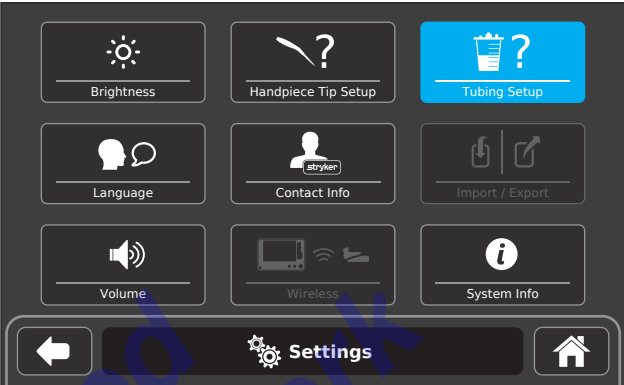 ?
?
Brightness
Handpiece Tip Setup
Tubing Setup
stryker
Language
Contact Info
Import / Export
i
Volume
Wireless
System Info
Settings